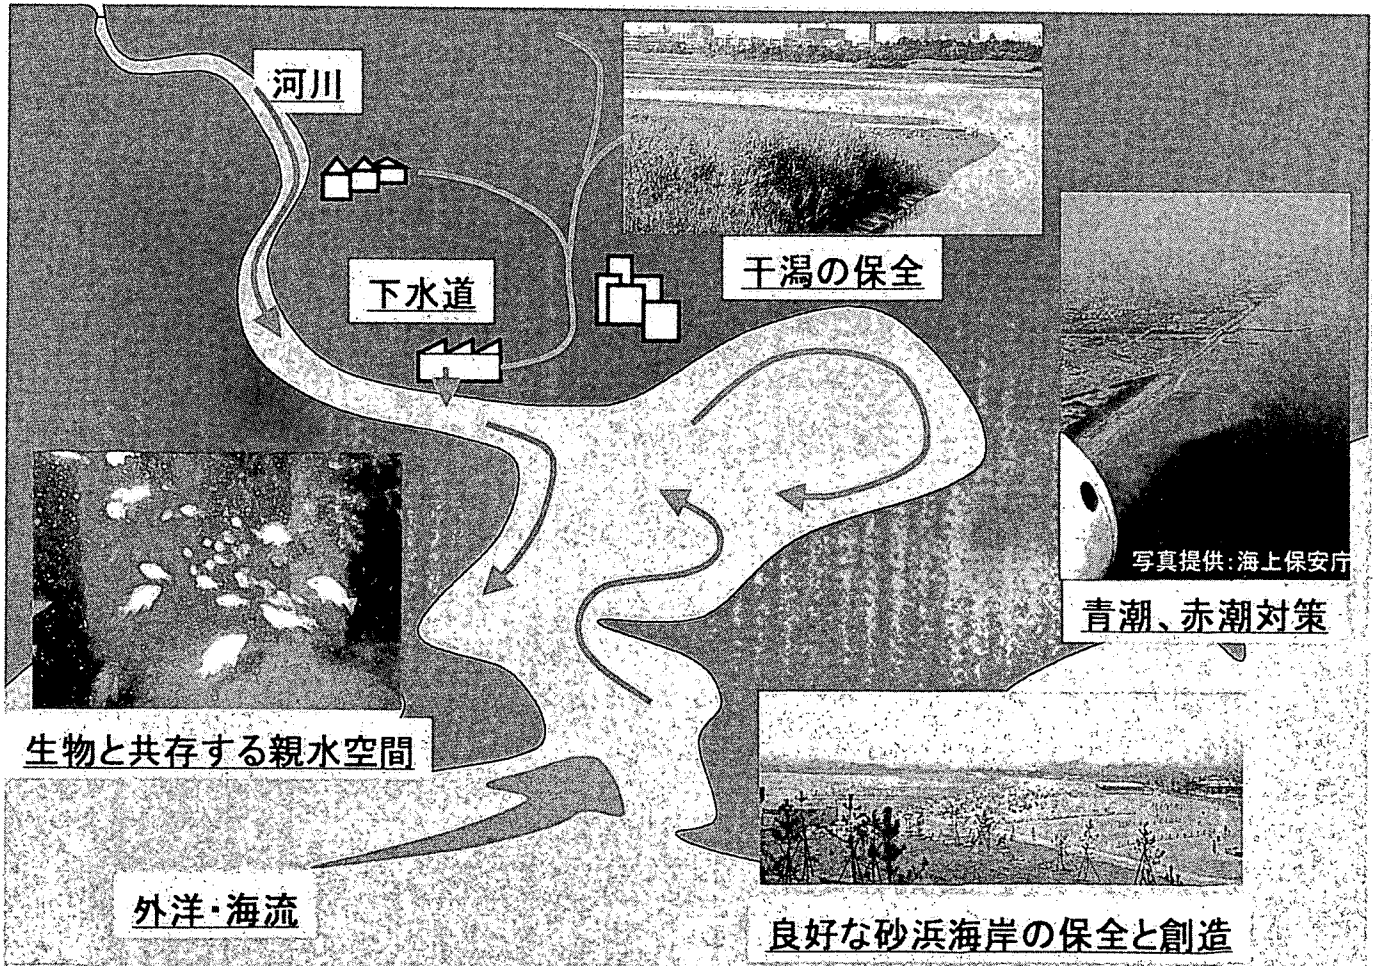 河川
下水道
干潟の保全
写真提供：海上保安庁
青潮、赤潮対策
生物と共存する親水空間
外洋・海流
良好な砂浜海岸の保全と創造